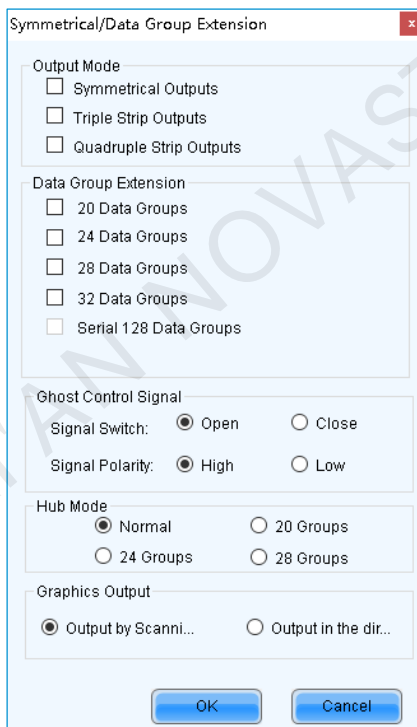 Symmetrical/Data Group Extension x
Output Mode
Symmetrical Outputs
Triple Strip Outputs
Quadruple Strip Outputs
Data Group Extension
20 Data Groups
24 Data Groups
28 Data Groups
32 Data Groups
Serial 128 Data Groups
Ghost Control Signal
Signal Switch: Open Close
Signal Polarity: High Low
Hub Mode
Normal 20 Groups
24 Groups 28 Groups
Graphics Output
Output by Scanni... Output in the dir...
OK Cancel